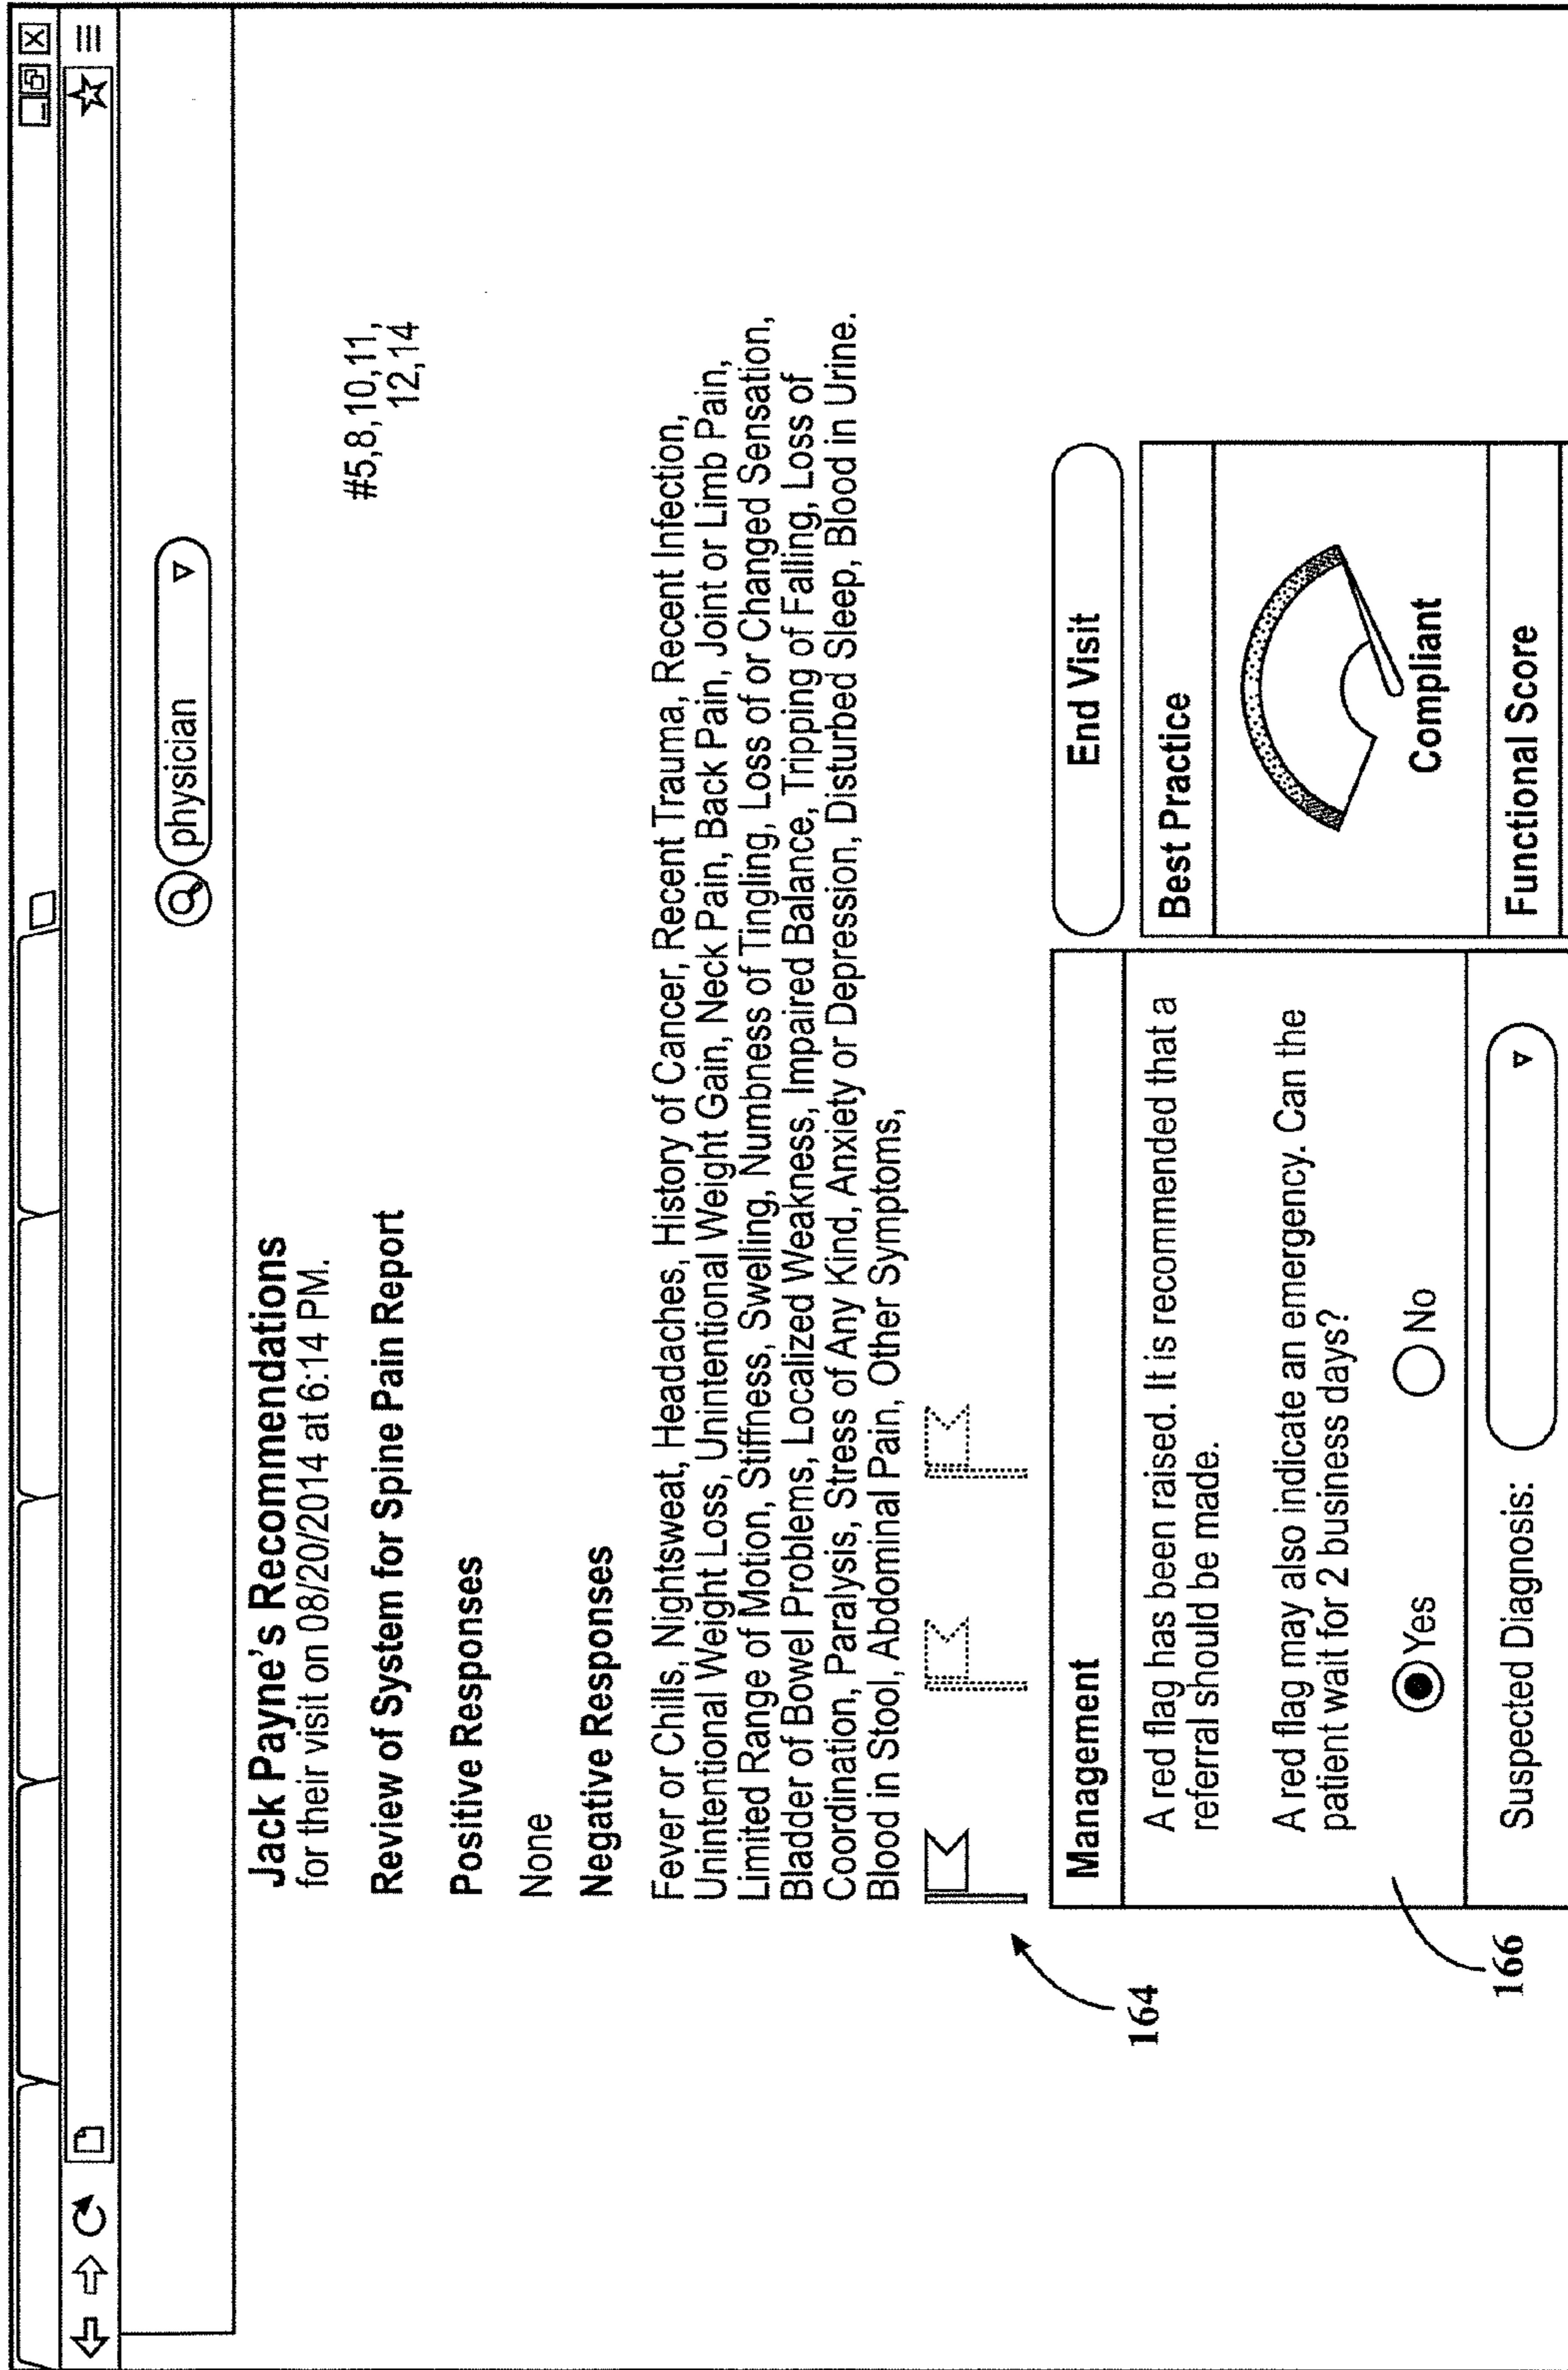 physician
Jack Payne's Recommendations
for their visit on 08/20/2014 at 6:14 PM.
#5,8,10,11,
12,14
Review of System for Spine Pain Report
Positive Responses
None
Negative Responses
Fever or Chills, Nightsweat, Headaches, History of Cancer, Recent Trauma, Recent Infection,
Unintentional Weight Loss, Unintentional Weight Gain, Neck Pain, Back Pain, Joint or Limb Pain,
Limited Range of Motion, Stiffness, Swelling, Numbness of Tingling, Loss of or Changed Sensation,
Bladder of Bowel Problems, Localized Weakness, Impaired Balance, Tripping of Falling, Loss of
Coordination, Paralysis, Stress of Any Kind, Anxiety or Depression, Disturbed Sleep, Blood in Urine.
Blood in Stool, Abdominal Pain, Other Symptoms,
164
Management
A red flag has been raised. It is recommended that a
referral should be made.
A red flag may also indicate an emergency. Can the
patient wait for 2 business days?
Yes No
166
Suspected Diagnosis:
End Visit
Best Practice
Compliant
Functional Score